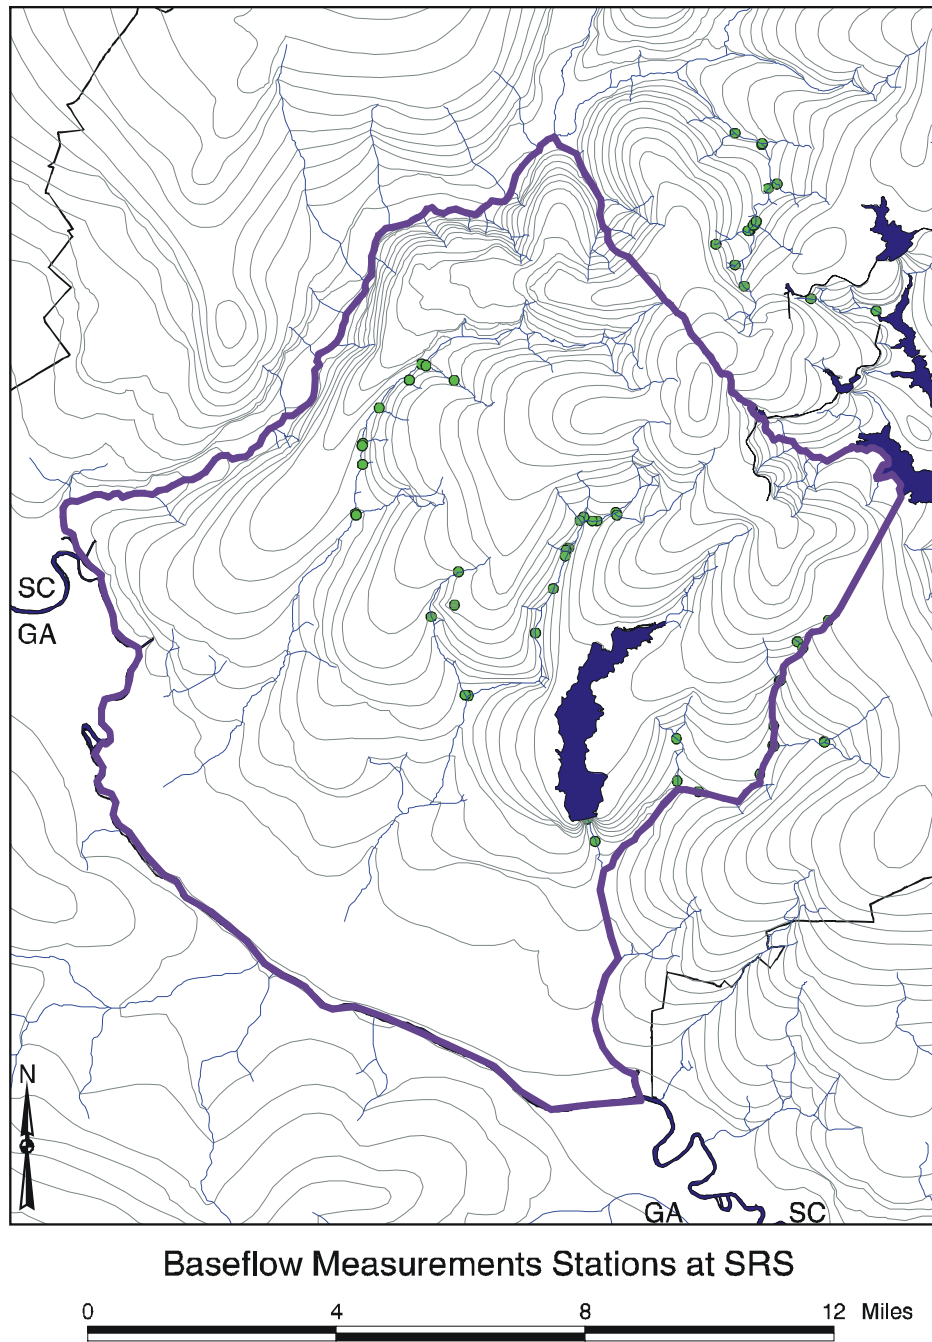 SC
GA
N
GA SC
Baseflow Measurements Stations at SRS
0 4 8 12 Miles